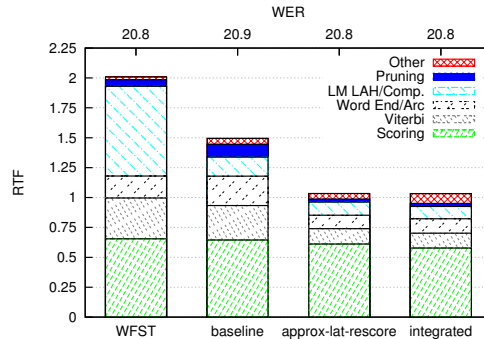 WER
20.8 20.9 20.8 20.8
2.25
2
1.75
1.5
1.25
1
0.75
0.5
0.25
0
RTF
Other
Pruning
LM LAH/Comp.
Word End/Arc
Viterbi
Scoring
WFST baseline approx-lat-rescore integrated